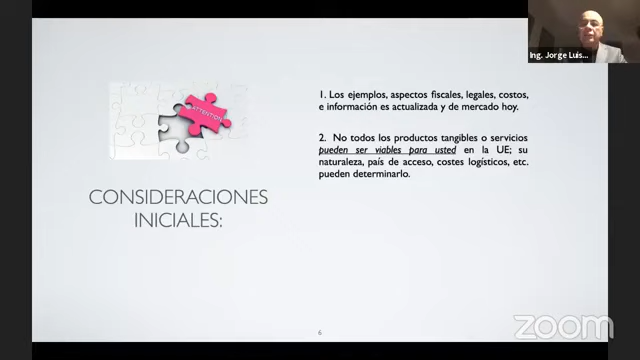 Ing. Jorge Luis...
ATTENTION
CONSIDERACIONES
INICIALES:
1. Los ejemplos, aspectos fiscales, legales, costos,
e información es actualizada y de mercado hoy.
2. No todos los productos tangibles o servicios
pueden ser viables para usted en la UE; su
naturaleza, país de acceso, costes logísticos, etc.
pueden determinarlo.
6
zoom